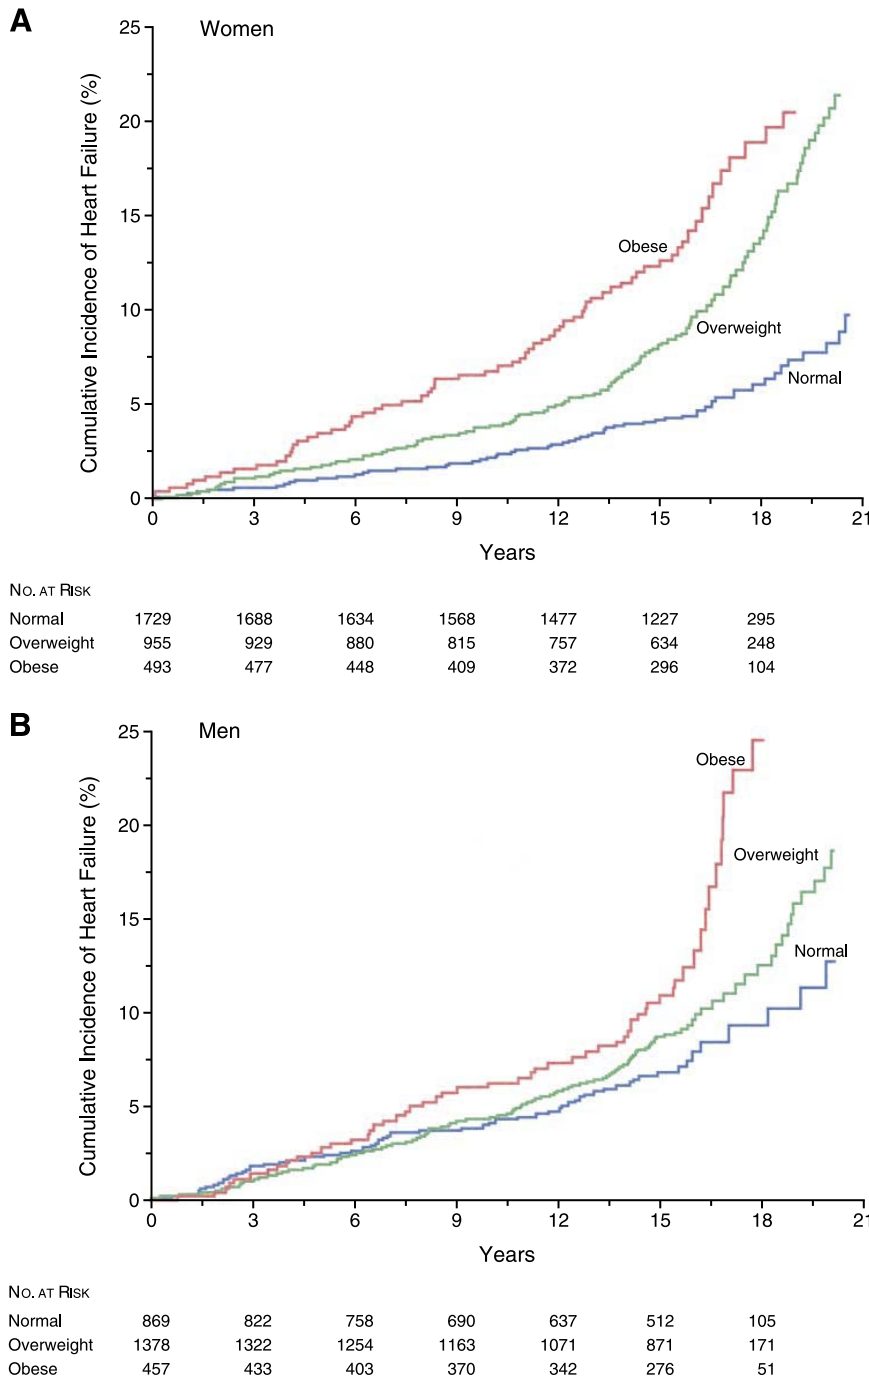 A
Women
Cumulative Incidence of Heart Failure (%)
25
20
15
10
5
0
Obese
Overweight
Normal
0 3 6 9 12 15 18 21
Years
No. at Risk
Normal 1729 1688 1634 1568 1477 1227 295
Overweight 955 929 880 815 757 634 248
Obese 493 477 448 409 372 296 104
B
Men
Cumulative Incidence of Heart Failure (%)
25
20
15
10
5
0
Obese
Overweight
Normal
0 3 6 9 12 15 18 21
Years
No. at Risk
Normal 869 822 758 690 637 512 105
Overweight 1378 1322 1254 1163 1071 871 171
Obese 457 433 403 370 342 276 51